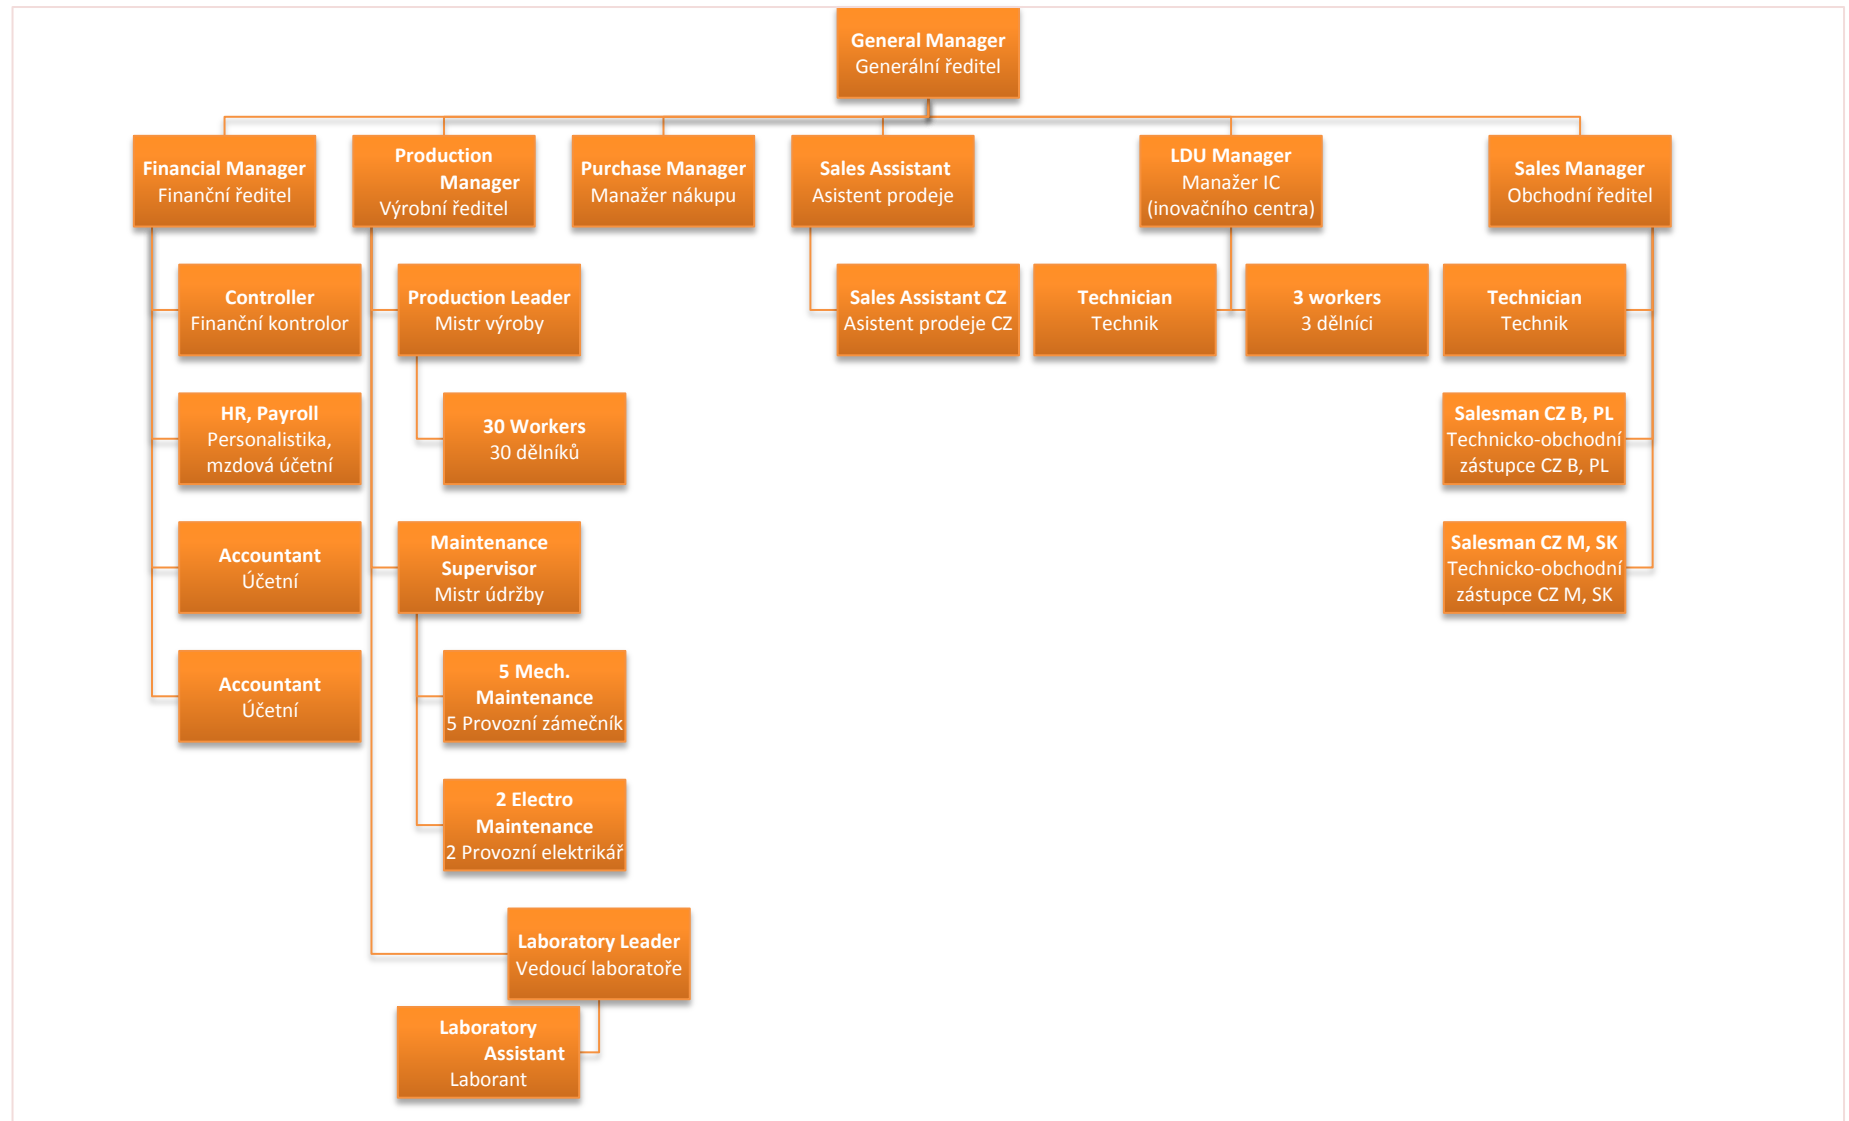 General Manager
Generální ředitel
Financial Manager
Finanční ředitel
Production
Manager
Výrobní ředitel
Purchase Manager
Manažer nákupu
Sales Assistant
Asistent prodeje
LDU Manager
Manažer IC
(inovačního centra)
Sales Manager
Obchodní ředitel
Controller
Finanční kontrolor
Production Leader
Mistr výroby
Sales Assistant CZ
Asistent prodeje CZ
Technician
Technik
3 workers
3 dělníci
Technician
Technik
HR, Payroll
Personalistika,
mzdová účetní
30 Workers
30 dělníků
Salesman CZ B, PL
Technicko-obchodní
zástupce CZ B, PL
Accountant
Účetní
Maintenance
Supervisor
Mistr údržby
Salesman CZ M, SK
Technicko-obchodní
zástupce CZ M, SK
Accountant
Účetní
5 Mech.
Maintenance
5 Provozní zámečník
2 Electro
Maintenance
2 Provozní elektrikář
Laboratory Leader
Vedoucí laboratoře
Laboratory
Assistant
Laborant